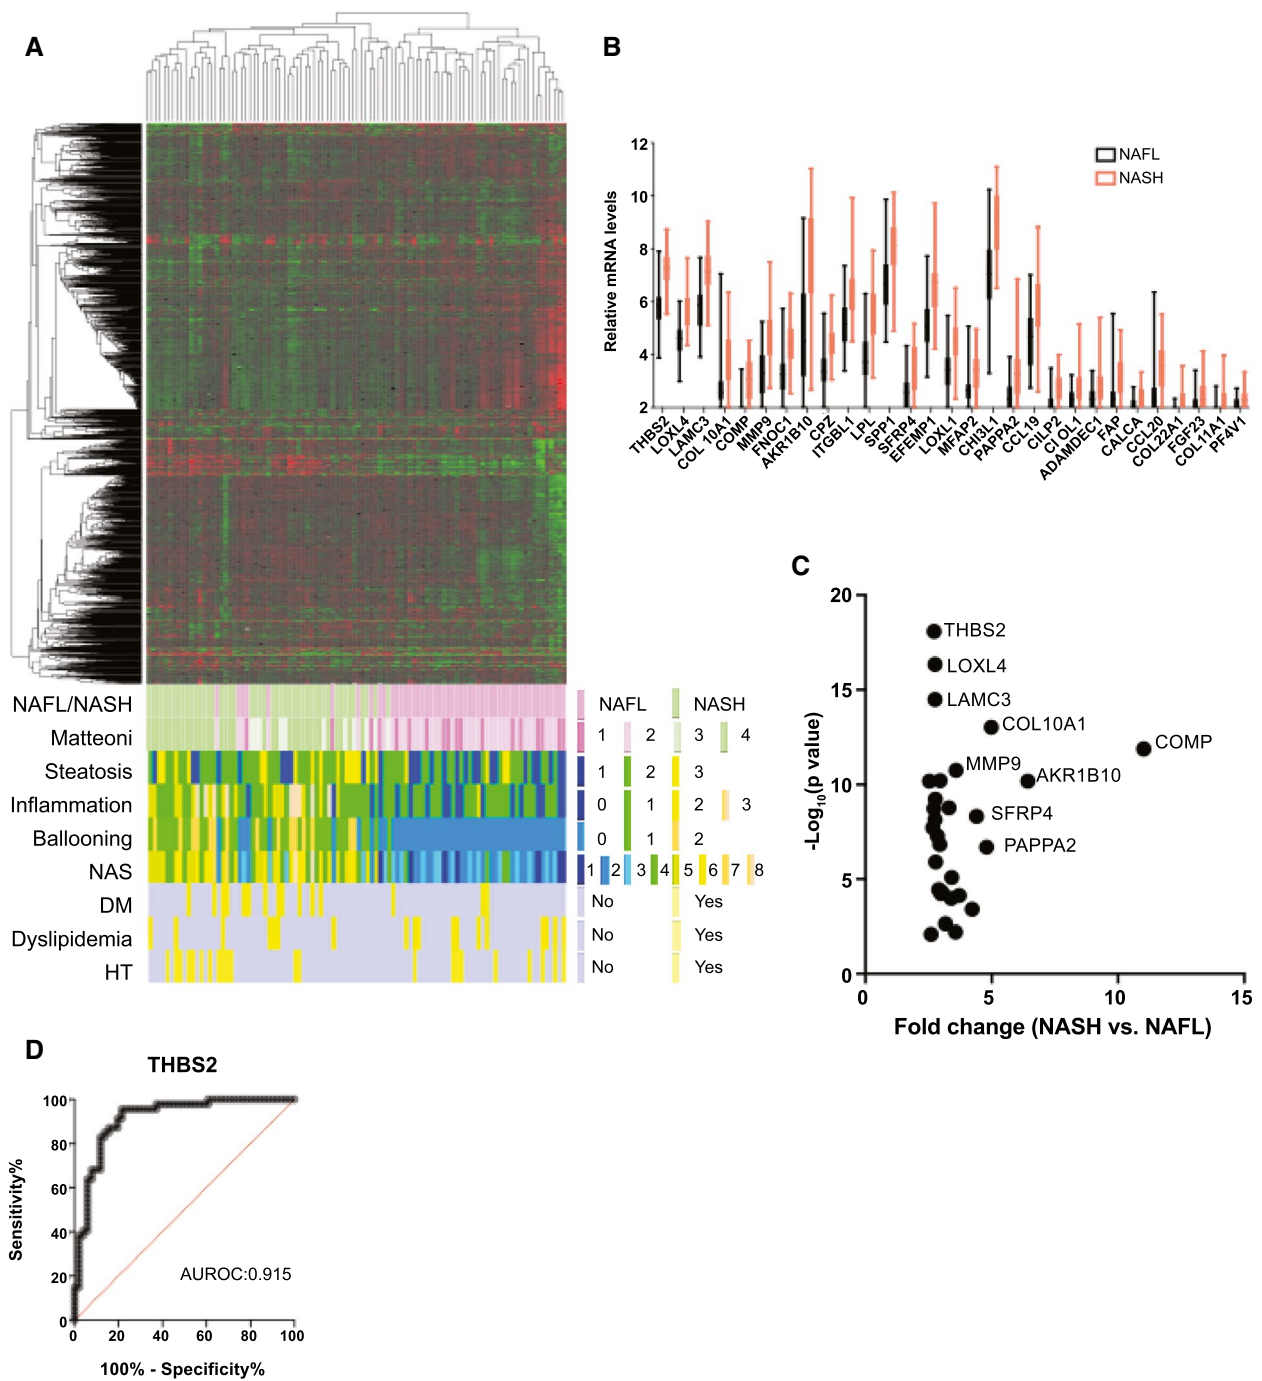 A
NAFL/NASH
Matteoni
Steatosis
Inflammation
Ballooning
NAS
DM
Dyslipidemia
HT
NAFL NASH
1 2 3 4
1 2 3
0 1 2 3
0 1 2
1 2 3 4 5 6 7 8
No Yes
No Yes
No Yes
B
Relative mRNA levels
12
10
8
6
4
2
NAFL
NASH
THBS2
LOXL4
LAMC3
COL 10A1
COMP
MMP9
FNDC1
AKR1B10
CPZ
ITGBL1
LPL
SPP1
SFRP4
EFEMP1
LOXL1
MFAP2
CHI3L1
PAPPA2
CCL19
CILP2
CI OL1
ADAMDEC1
FAP
CALCA
CCL20
COL22A1
FGF23
COL11A1
PF4V1
C
-Log10(p value)
20
15
10
5
0
THBS2
LOXL4
LAMC3
COL10A1
COMP
MMP9
AKR1B10
SFRP4
PAPPA2
0 5 10 15
Fold change (NASH vs. NAFL)
D
THBS2
Sensitivity%
100
80
60
40
20
0
AUROC:0.915
0 20 40 60 80 100
100% - Specificity%